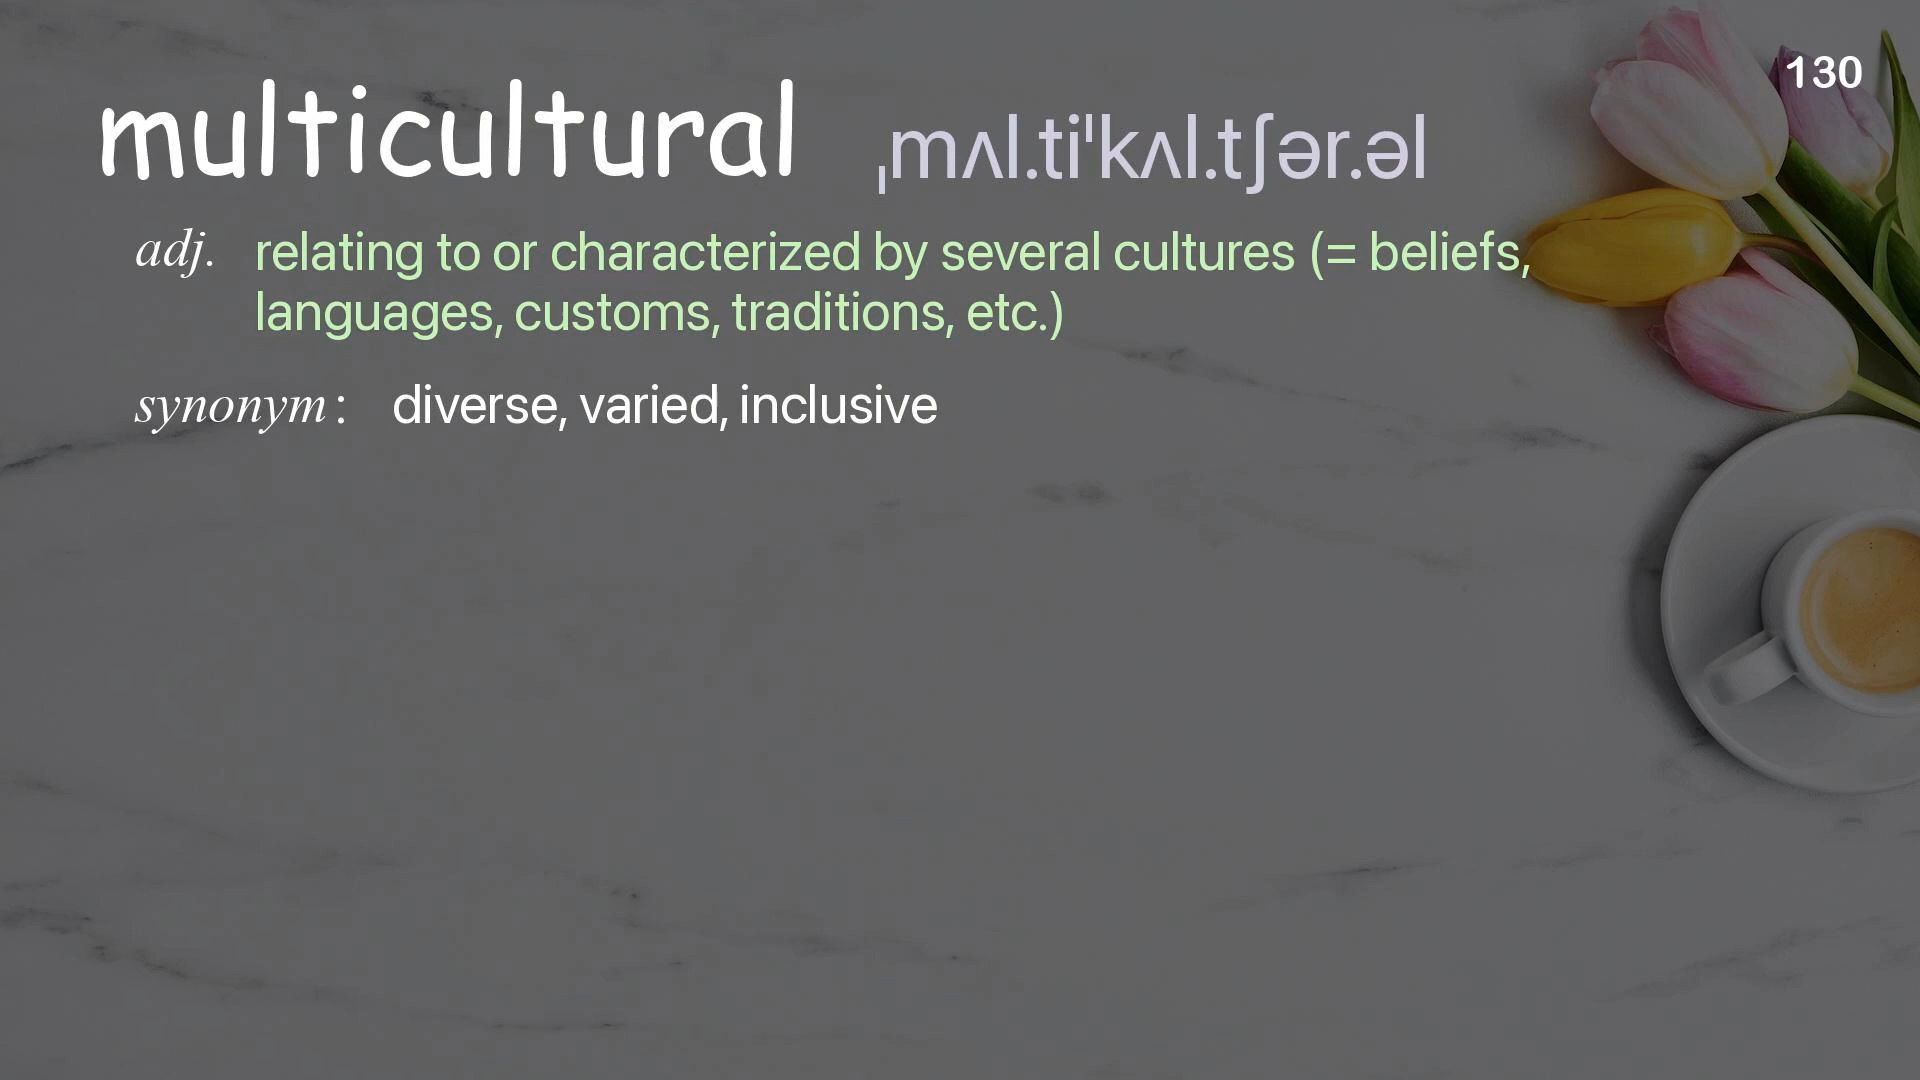 130
multicultural ˌmʌl.tiˈkʌl.tʃər.əl
adj. relating to or characterized by several cultures (= beliefs,
languages, customs, traditions, etc.)
synonym : diverse, varied, inclusive